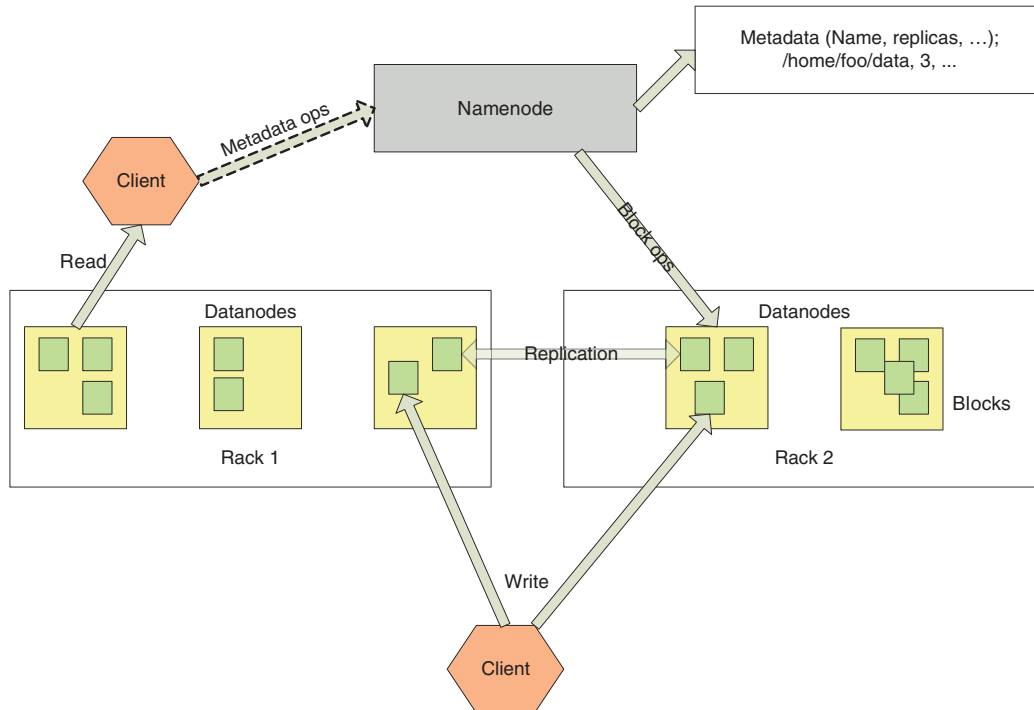 Metadata (Name, replicas, …);
/home/foo/data, 3, ...
Namenode
Metadata ops
Client
Block ops
Read
Datanodes
Datanodes
Replication
Blocks
Rack 1
Rack 2
Write
Client